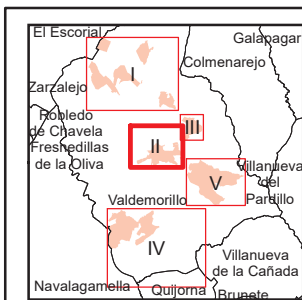 El Escorial
Galapagar
I
Colmenarejo
Zarzalejo
Robledo
de Chavela
III
Fresnedillas
de la Oliva
II
Villanueva
del
Pardillo
V
Valdemorillo
IV
Villanueva
de la Cañada
Navalagamella
Quijorna
Brunete